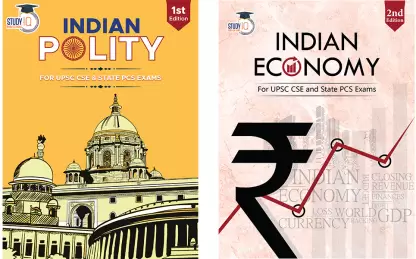 STUDY IQ
1st
Edition
INDIAN
POLITY
FOR UPSC CSE & STATE PCS EXAMS
STUDY IQ
2nd
Edition
INDIAN
ECONOMY
For UPSC CSE and State PCS Exams
INDIAN
ECONOMY
LOSS WORLD
CURRENCY
CLOSING
REVENUE
GDP